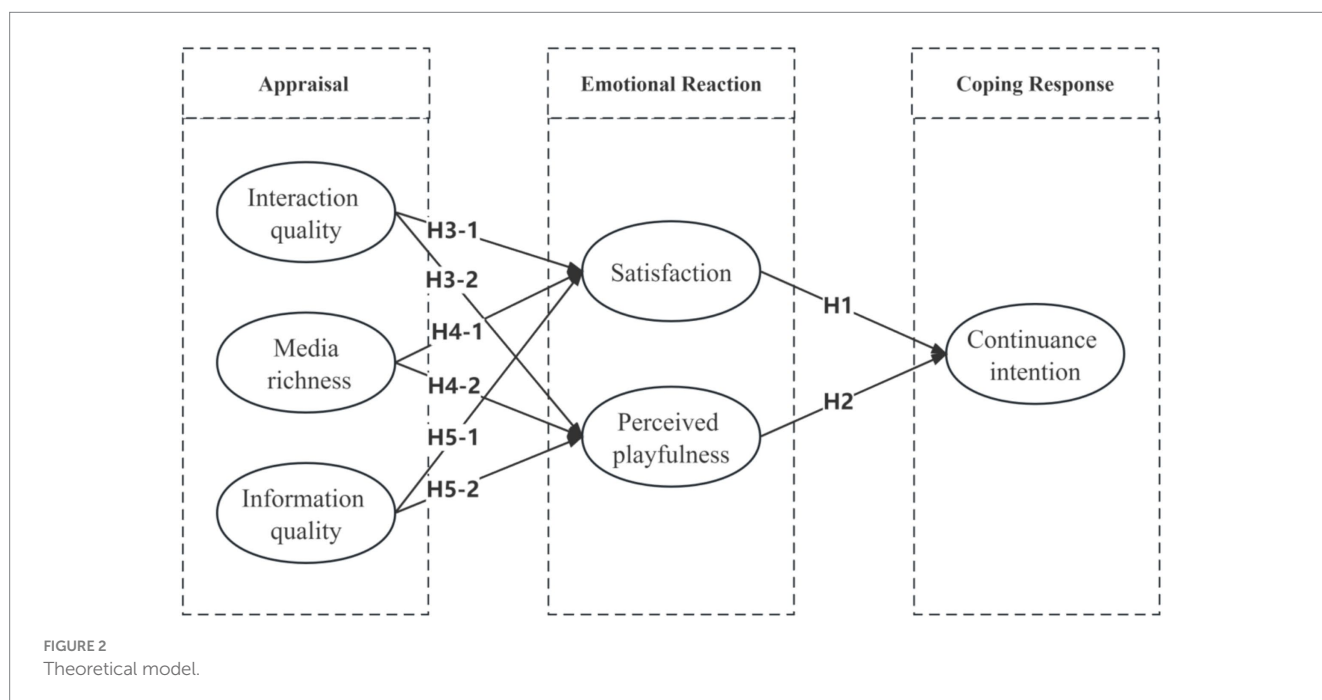 Appraisal
Emotional Reaction
Coping Response
Interaction
quality
Media
richness
Information
quality
H3-1
H3-2
H4-1
H4-2
H5-1
H5-2
Satisfaction
Perceived
playfulness
H1
H2
Continuance
intention
FIGURE 2
Theoretical model.